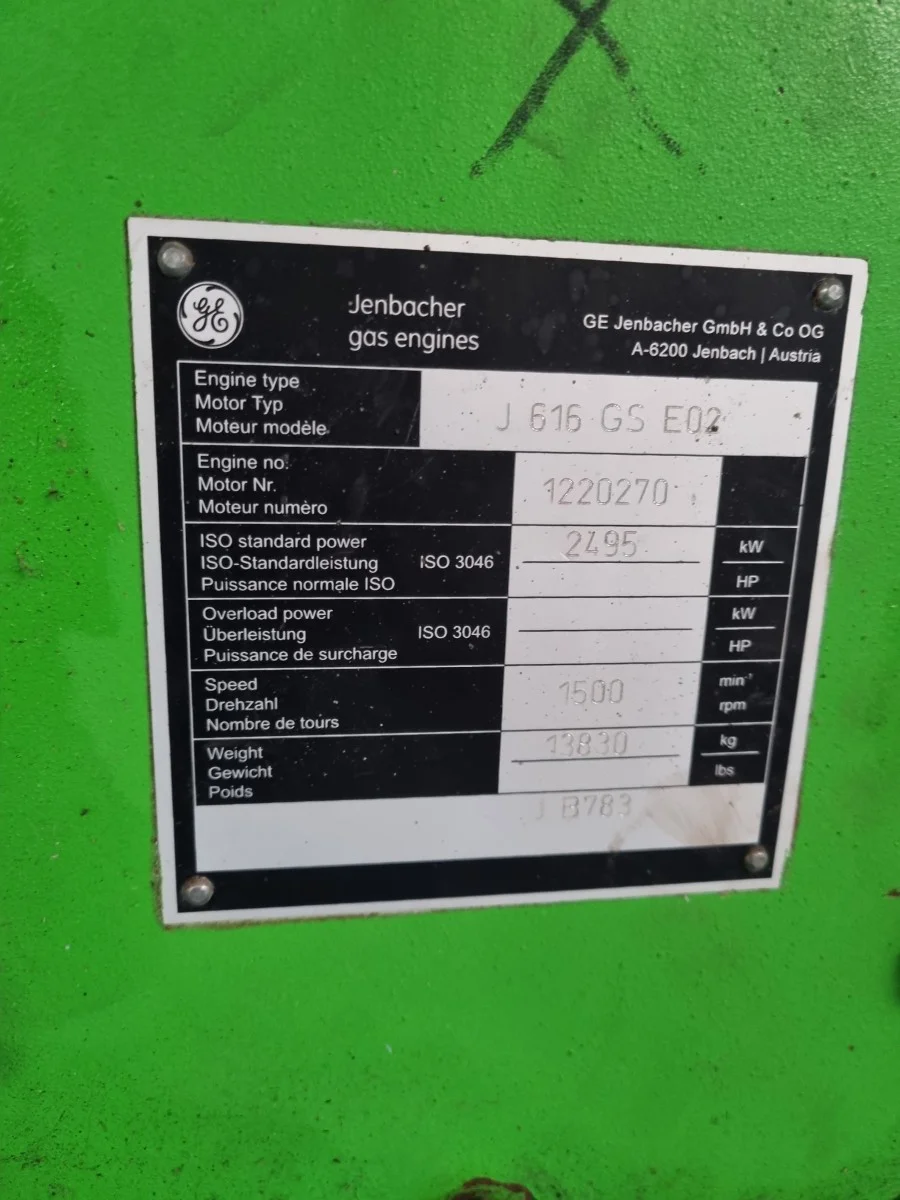 GE
Jenbacher
gas engines
GE Jenbacher GmbH & Co OG
A-6200 Jenbach | Austria
Engine type
Motor Typ
Moteur modèle
J 616 GS E02
Engine no.
Motor Nr.
Moteur numèro
1220270
ISO standard power
ISO-Standardleistung ISO 3046
Puissance normale ISO
2495
kW
HP
Overload power
Überleistung ISO 3046
Puissance de surcharge
kW
HP
Speed
Drehzahl
Nombre de tours
1500
min⁻¹
rpm
Weight
Gewicht
Poids
13830
kg
lbs
J B783